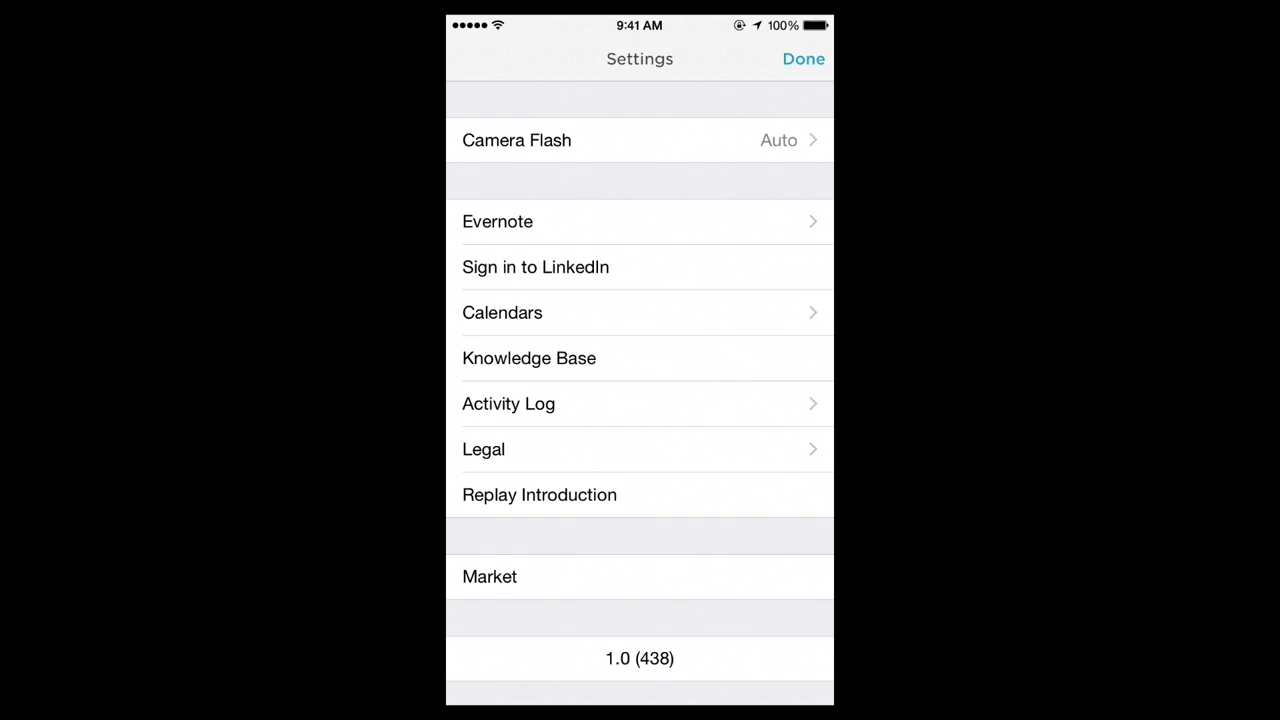 9:41 AM 100%
Settings Done
Camera Flash Auto
Evernote
Sign in to LinkedIn
Calendars
Knowledge Base
Activity Log
Legal
Replay Introduction
Market
1.0 (438)